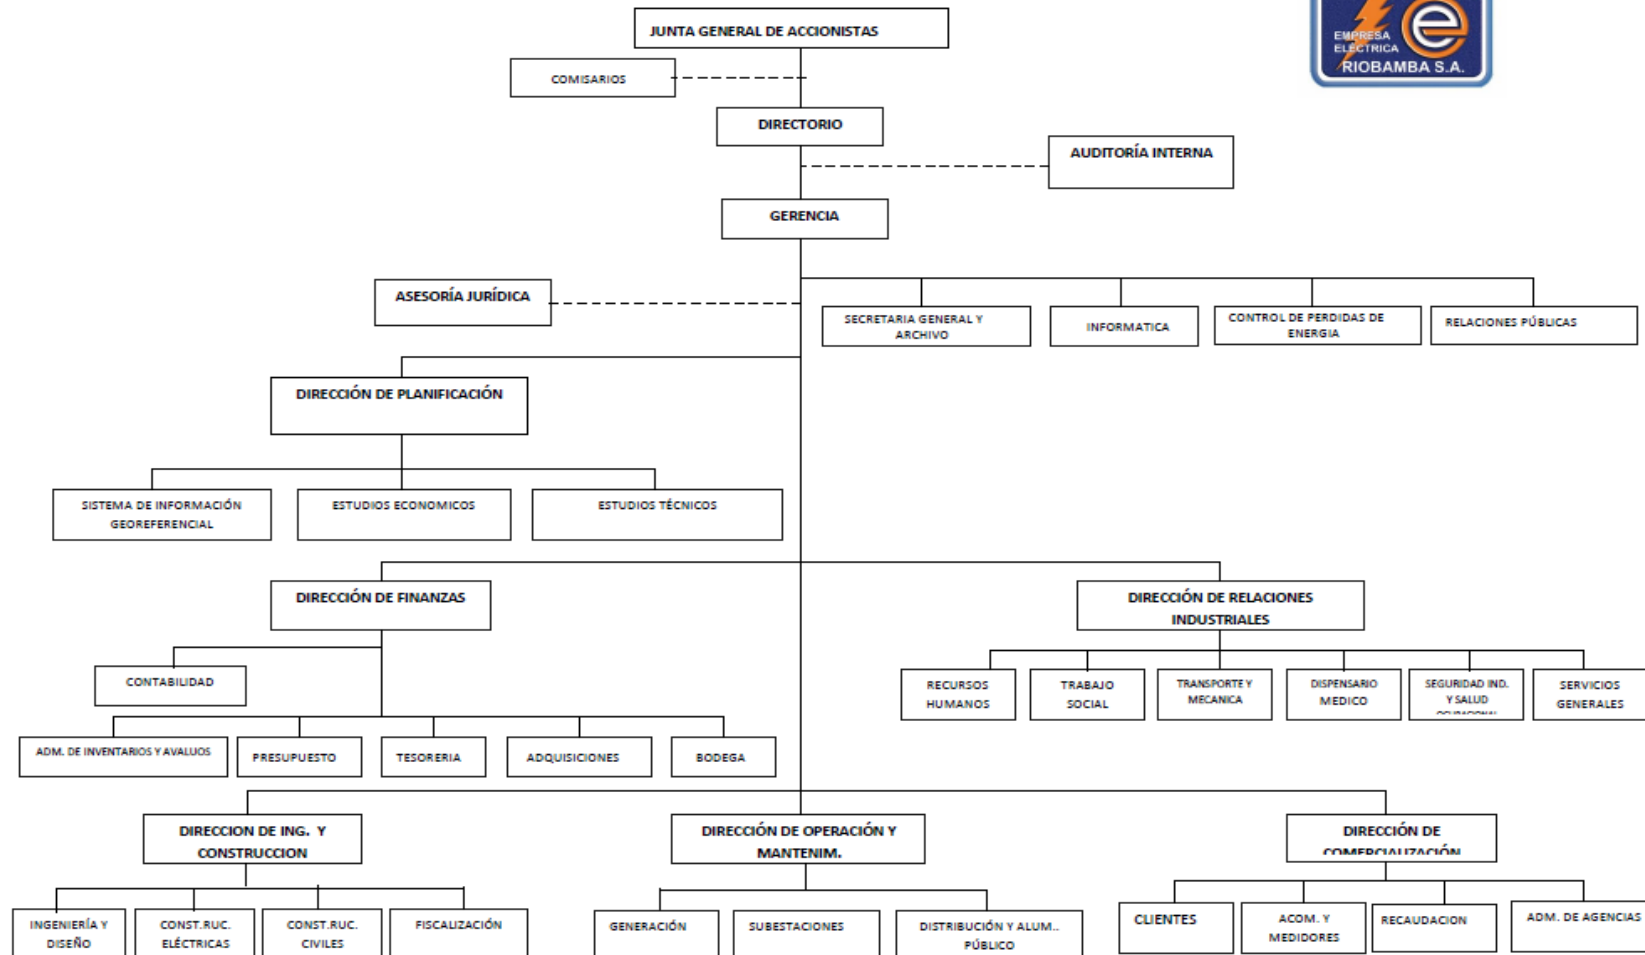 EMPRESA
ELÉCTRICA
RIOBAMBA S.A.
JUNTA GENERAL DE ACCIONISTAS
COMISARIOS
DIRECTORIO
AUDITORÍA INTERNA
GERENCIA
ASESORÍA JURÍDICA
SECRETARIA GENERAL Y
ARCHIVO
INFORMATICA
CONTROL DE PERDIDAS DE
ENERGIA
RELACIONES PÚBLICAS
DIRECCIÓN DE PLANIFICACIÓN
SISTEMA DE INFORMACIÓN
GEOREFERENCIAL
ESTUDIOS ECONOMICOS
ESTUDIOS TÉCNICOS
DIRECCIÓN DE FINANZAS
DIRECCIÓN DE RELACIONES
INDUSTRIALES
CONTABILIDAD
RECURSOS
HUMANOS
TRABAJO
SOCIAL
TRANSPORTE Y
MECANICA
DISPENSARIO
MEDICO
SEGURIDAD IND.
Y SALUD
OCUPACIONAL
SERVICIOS
GENERALES
ADM. DE INVENTARIOS Y AVALUOS
PRESUPUESTO
TESORERIA
ADQUISICIONES
BODEGA
DIRECCION DE ING. Y
CONSTRUCCION
DIRECCIÓN DE OPERACIÓN Y
MANTENIM.
DIRECCIÓN DE
COMERCIALIZACIÓN
INGENIERÍA Y
DISEÑO
CONST.RUC.
ELÉCTRICAS
CONST.RUC.
CIVILES
FISCALIZACIÓN
GENERACIÓN
SUBESTACIONES
DISTRIBUCIÓN Y ALUM..
PÚBLICO
CLIENTES
ACOM. Y
MEDIDORES
RECAUDACION
ADM. DE AGENCIAS